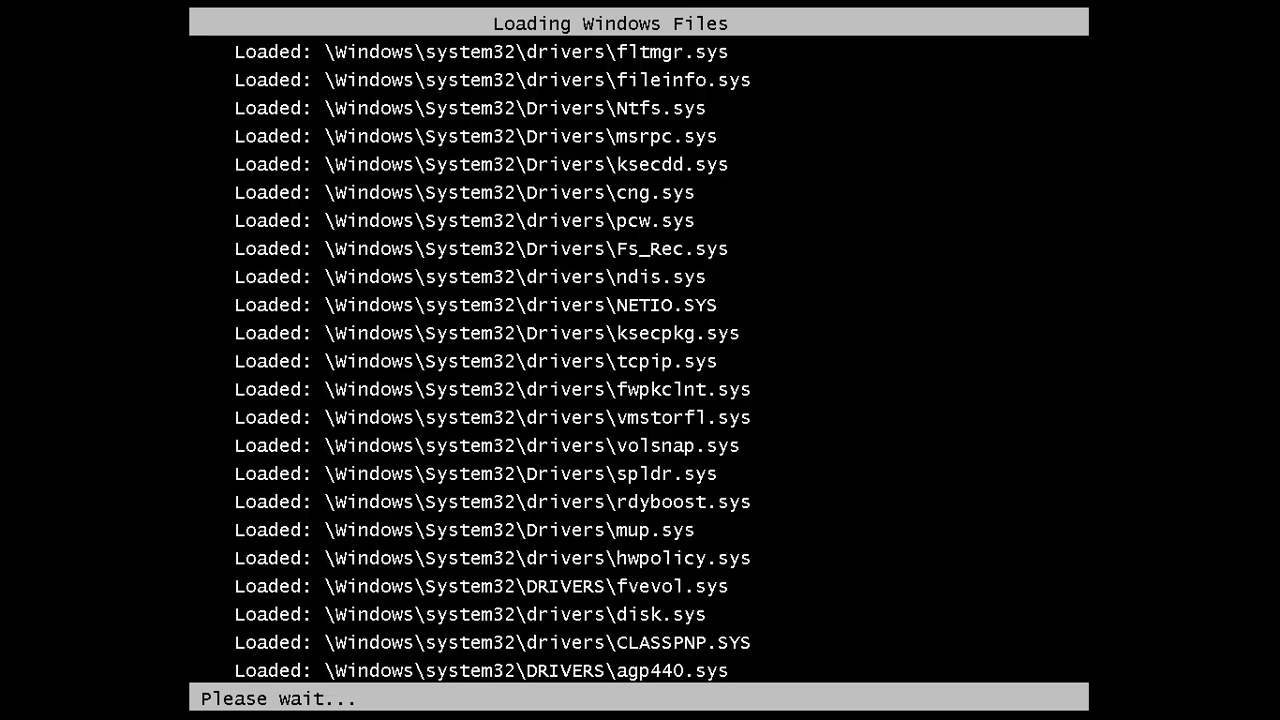 Loading Windows Files
Loaded: \Windows\system32\drivers\fltmgr.sys
Loaded: \Windows\system32\drivers\fileinfo.sys
Loaded: \Windows\System32\Drivers\Ntfs.sys
Loaded: \Windows\System32\Drivers\msrpc.sys
Loaded: \Windows\System32\Drivers\ksecdd.sys
Loaded: \Windows\System32\Drivers\cng.sys
Loaded: \Windows\System32\drivers\pcw.sys
Loaded: \Windows\System32\Drivers\Fs_Rec.sys
Loaded: \Windows\system32\drivers\ndis.sys
Loaded: \Windows\system32\drivers\NETIO.SYS
Loaded: \Windows\System32\Drivers\ksecpkg.sys
Loaded: \Windows\System32\drivers\tcpip.sys
Loaded: \Windows\System32\drivers\fwpkclnt.sys
Loaded: \Windows\system32\drivers\vmstorfl.sys
Loaded: \Windows\system32\drivers\volsnap.sys
Loaded: \Windows\System32\Drivers\spldr.sys
Loaded: \Windows\System32\drivers\rdyboost.sys
Loaded: \Windows\System32\Drivers\mup.sys
Loaded: \Windows\System32\drivers\hwpolicy.sys
Loaded: \Windows\System32\DRIVERS\fvevol.sys
Loaded: \Windows\system32\drivers\disk.sys
Loaded: \Windows\system32\drivers\CLASSPNP.SYS
Loaded: \Windows\system32\DRIVERS\agp440.sys
Please wait...